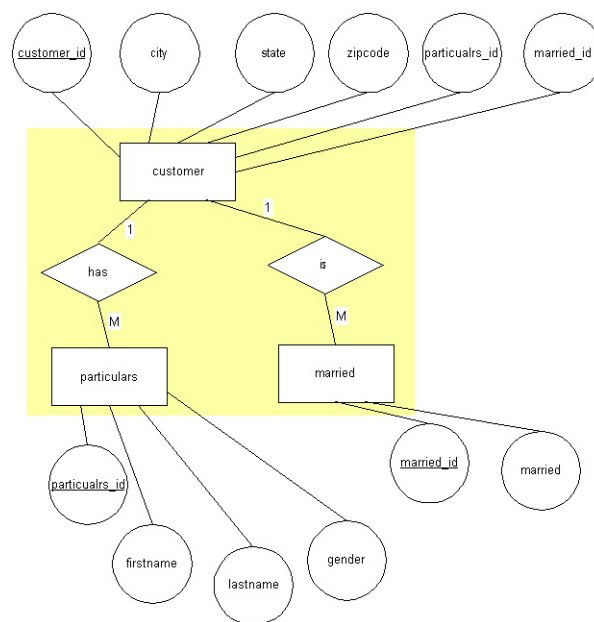 customer_id
city
state
zipcode
particualrs_id
married_id
customer
1
1
has
is
M
M
particulars
married
particualrs_id
married_id
married
firstname
lastname
gender